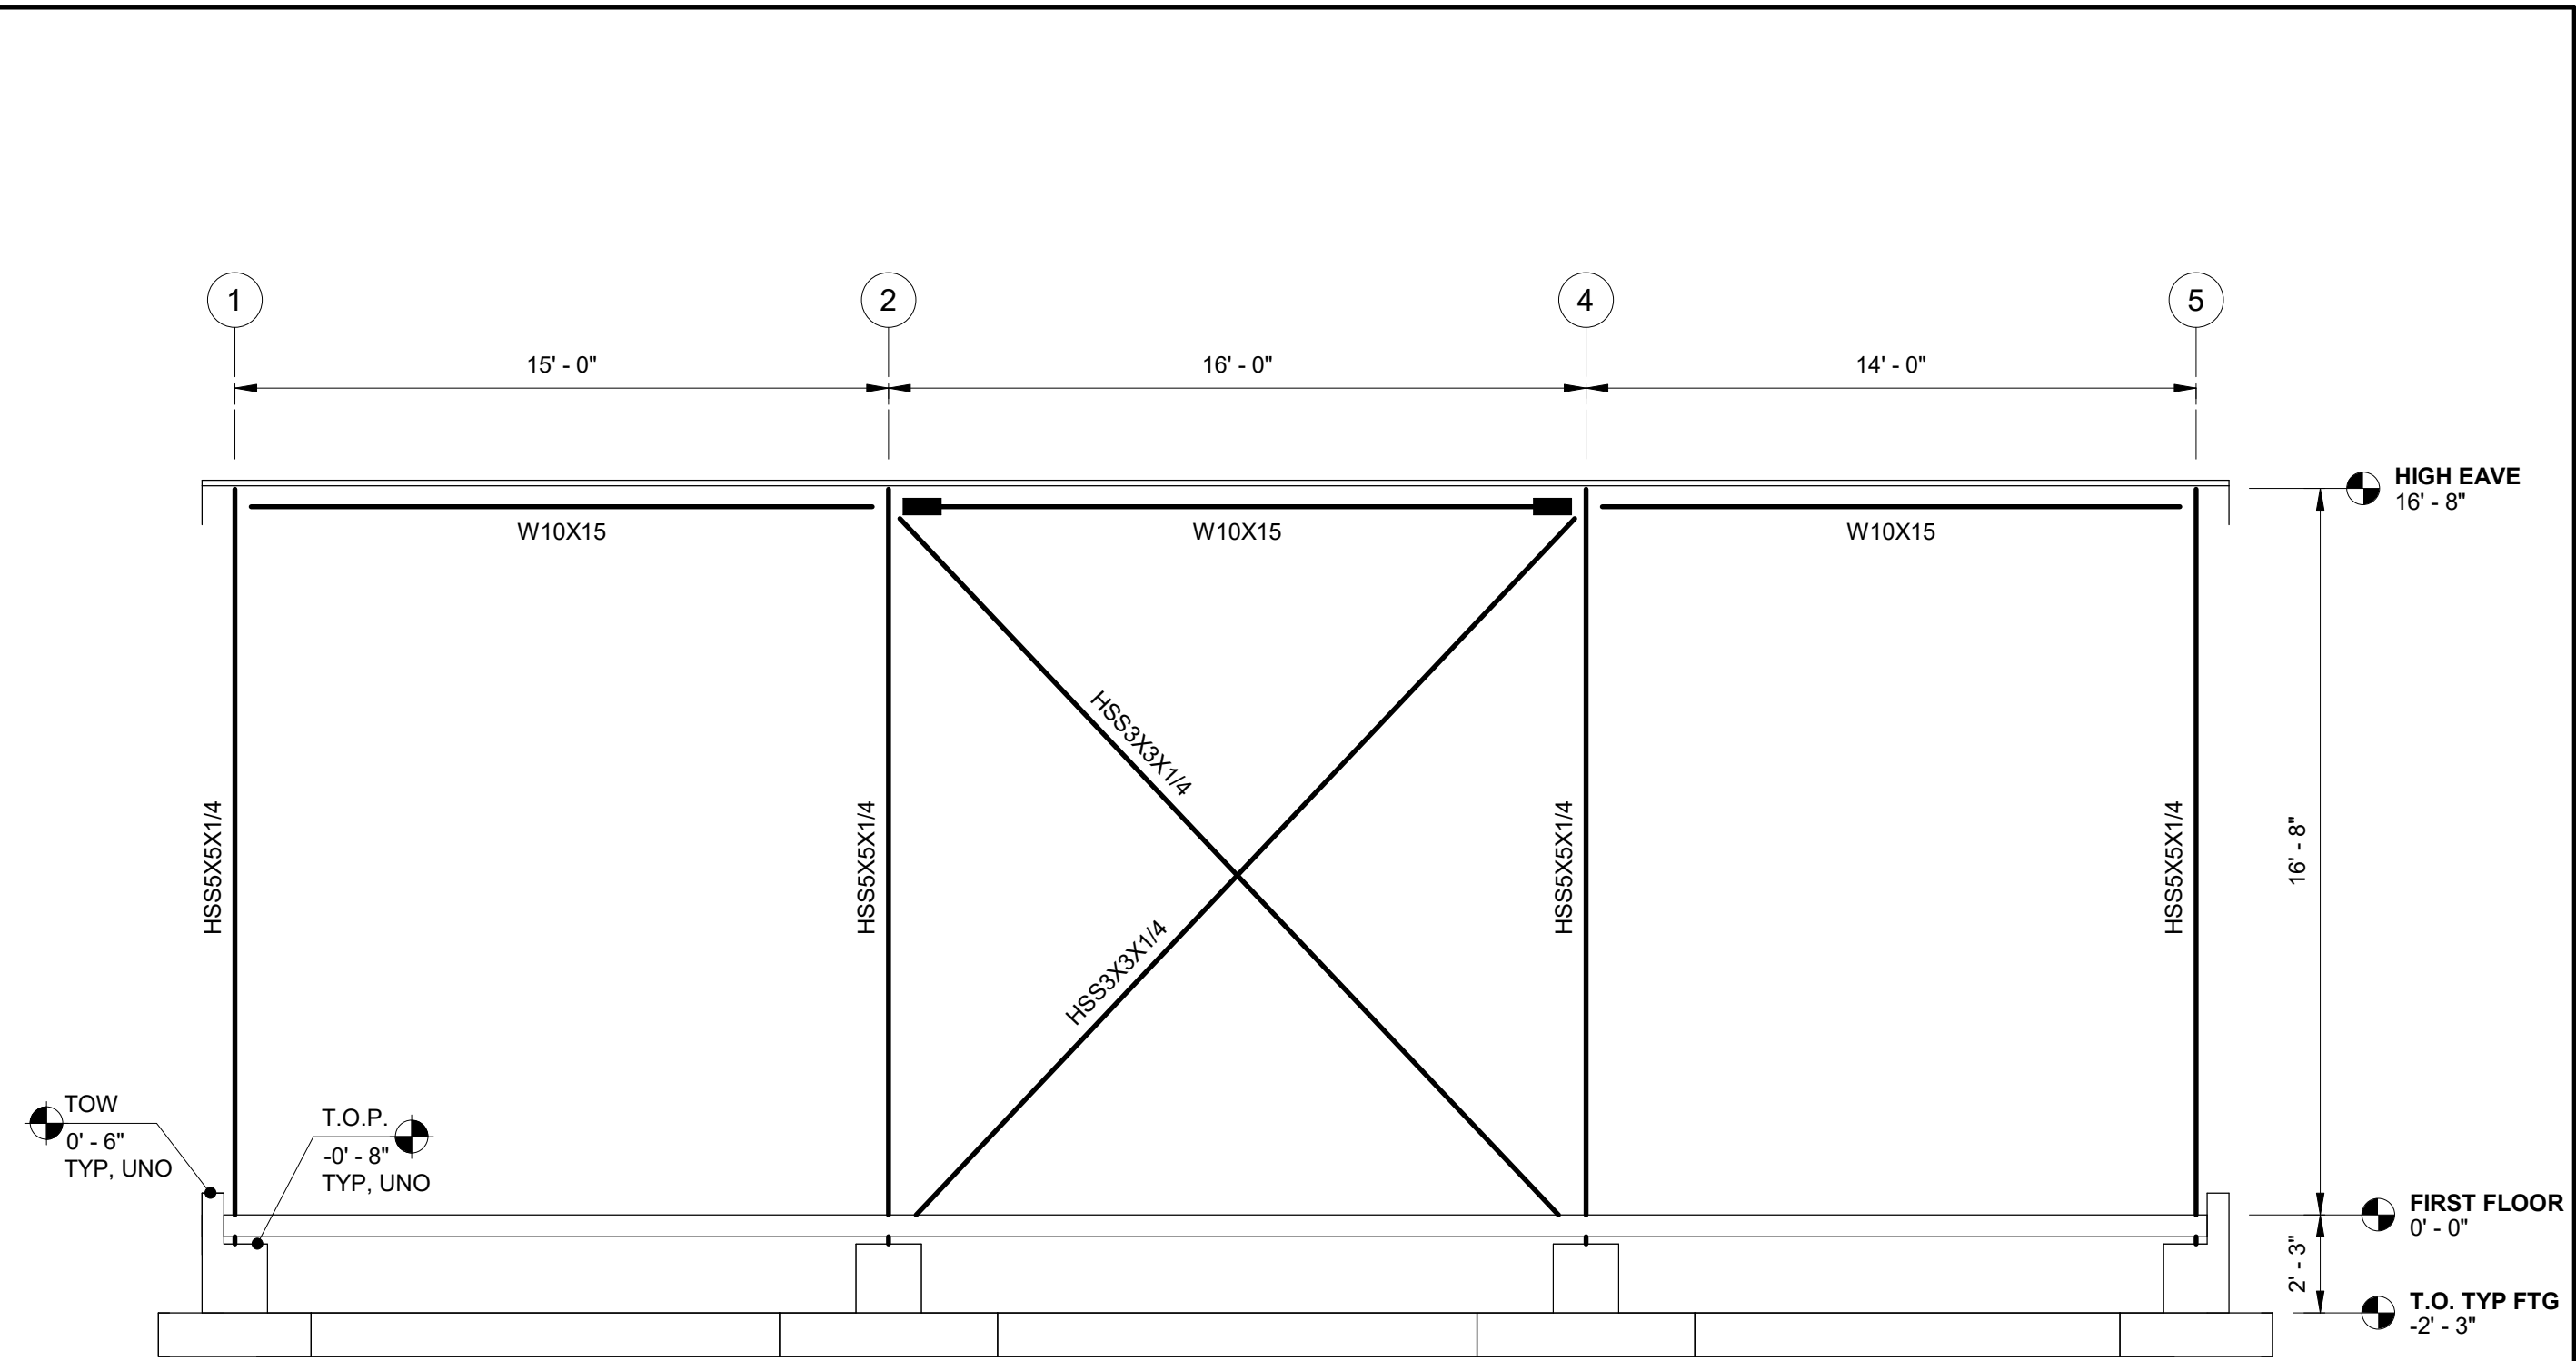 1
2
4
5
15' - 0"
16' - 0"
14' - 0"
HIGH EAVE
16' - 8"
W10X15
W10X15
W10X15
HSS3X3X1/4
HSS3X3X1/4
HSS5X5X1/4
HSS5X5X1/4
HSS5X5X1/4
HSS5X5X1/4
16' - 8"
TOW
0' - 6"
TYP, UNO
T.O.P.
-0' - 8"
TYP, UNO
FIRST FLOOR
0' - 0"
2' - 3"
T.O. TYP FTG
-2' - 3"